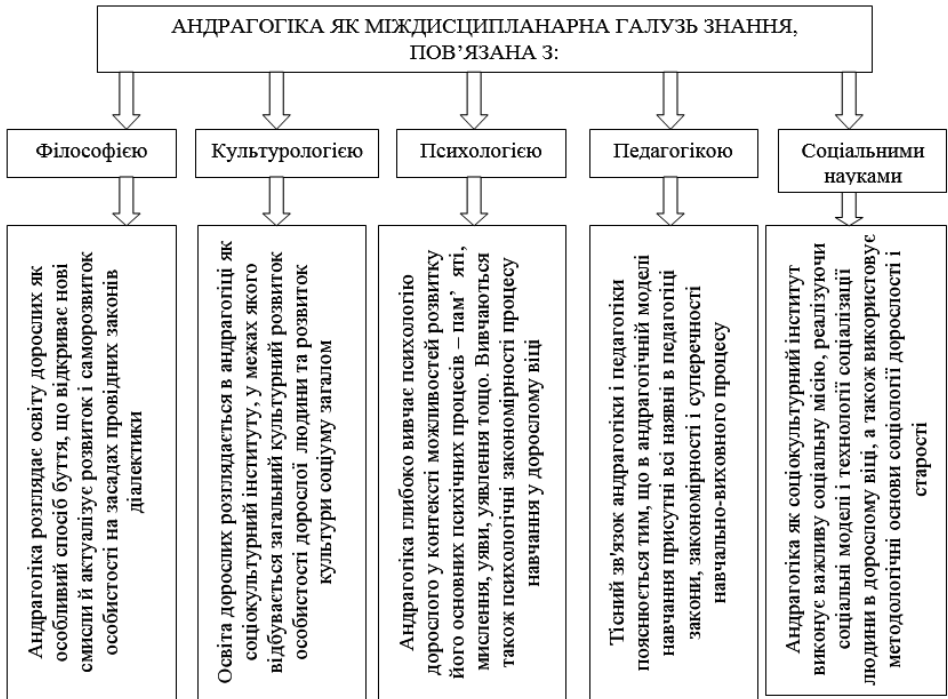 АНДРАГОГІКА ЯК МІЖДИСЦИПЛАНАРНА ГАЛУЗЬ ЗНАННЯ,
ПОВ’ЯЗАНА З:
Філософією
Культурологією
Психологією
Педагогікою
Соціальними
науками
Андрагогіка розглядає освіту дорослих як
особливий спосіб буття, що відкриває нові
смисли й актуалізує розвиток і саморозвиток
особистості на засадах провідних законів
діалектики
Освіта дорослих розглядається в андрагогіці як
соціокультурний інституту, у межах якого
відбувається загальний культурний розвиток
особистості дорослої людини та розвиток
культури соціуму загалом
Андрагогіка глибоко вивчає психологію
дорослого у контексті можливостей розвитку
його основних психічних процесів – пам’ яті,
мислення, уяви, уявлення тощо. Вивчаються
також психологічні закономірності процесу
навчання у дорослому віці
Тісний зв'язок андрагогіки і педагогіки
пояснюється тим, що в андрагогічній моделі
навчання присутні всі наявні в педагогіці
закони, закономірності і суперечності
навчально-виховного процесу
Андрагогіка як соціокультурний інститут
виконує важливу соціальну місію, реалізуючи
соціальні моделі і технології соціалізації
людини в дорослому віці, а також використовує
методологічні основи соціології дорослості і
старості